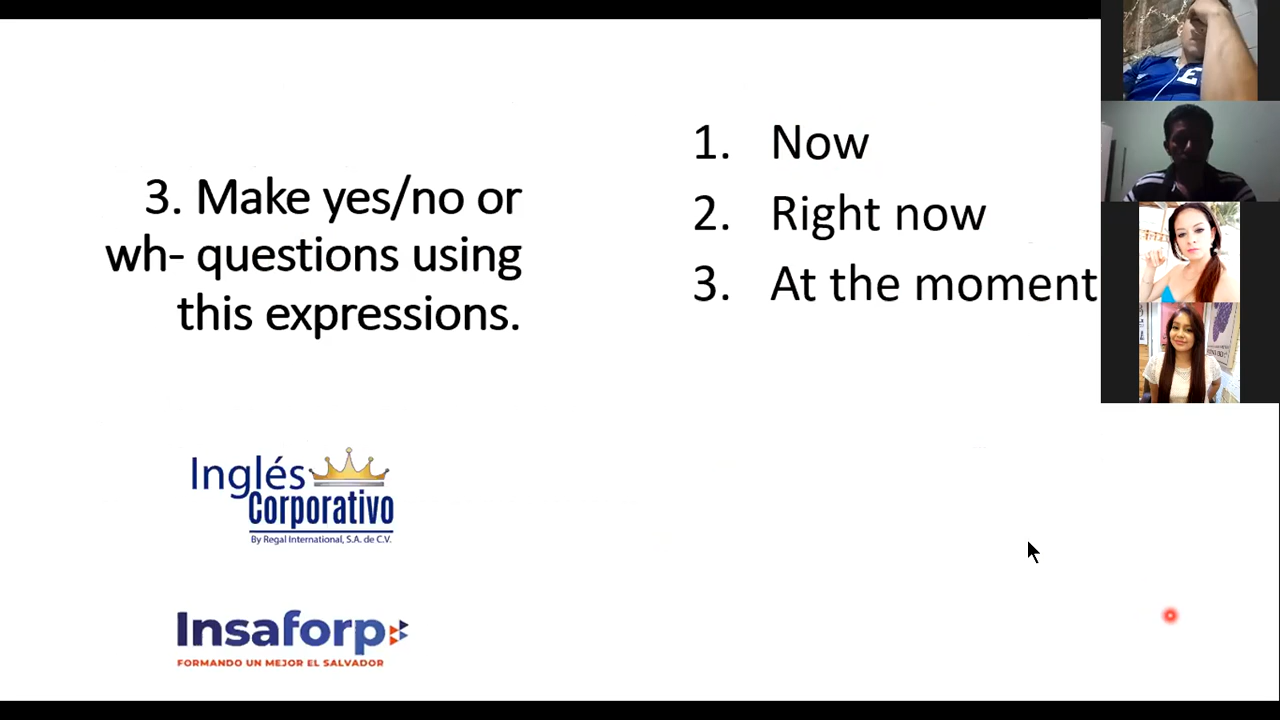 3. Make yes/no or
wh- questions using
this expressions.
1. Now
2. Right now
3. At the moment
Inglés
Corporativo
By Regal International, S.A. de C.V.
Insaforp
FORMANDO UN MEJOR EL SALVADOR
E